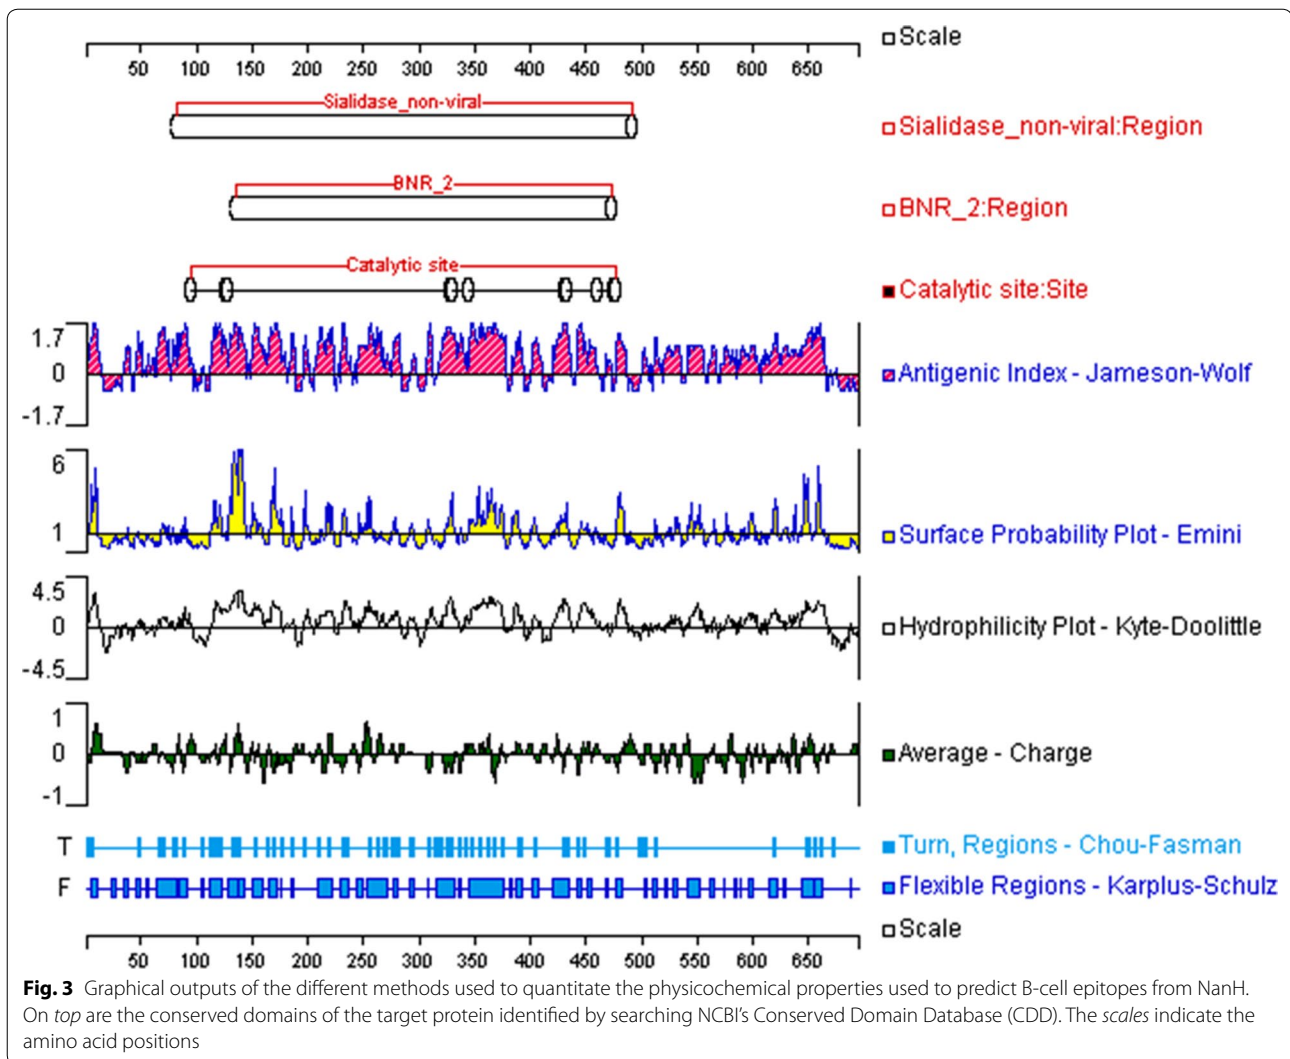 Scale
50 100 150 200 250 300 350 400 450 500 550 600 650
Sialidase_non-viral
Sialidase_non-viral:Region
BNR_2
BNR_2:Region
Catalytic site
Catalytic site:Site
1.7
0
-1.7
Antigenic Index - Jameson-Wolf
6
1
Surface Probability Plot - Emini
4.5
0
-4.5
Hydrophilicity Plot - Kyte-Doolittle
1
0
-1
Average - Charge
T
Turn, Regions - Chou-Fasman
F
Flexible Regions - Karplus-Schulz
Scale
50 100 150 200 250 300 350 400 450 500 550 600 650
Fig. 3 Graphical outputs of the different methods used to quantitate the physicochemical properties used to predict B-cell epitopes from NanH.
On top are the conserved domains of the target protein identified by searching NCBI's Conserved Domain Database (CDD). The scales indicate the
amino acid positions